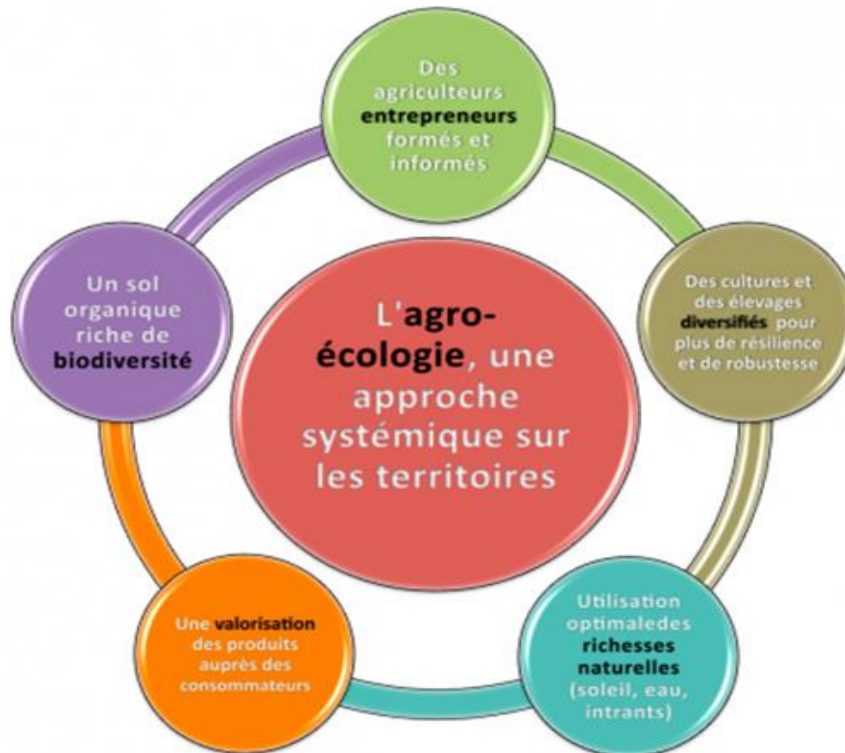 Des
agriculteurs
entrepreneurs
formés et
informés
Des cultures et
des élevages
diversifiés pour
plus de résilience
et de robustesse
Utilisation
optimaledes
richesses
naturelles
(soleil, eau,
intrants)
Une valorisation
des produits
auprès des
consommateurs
Un sol
organique
riche de
biodiversité
L'agro-
écologie, une
approche
systémique sur
les territoires